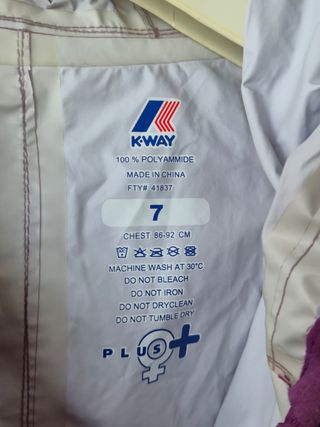 K-WAY
100 % POLYAMMIDE
MADE IN CHINA
FTY# 41837
7
CHEST 86-92 CM
MACHINE WASH AT 30°C
DO NOT BLEACH
DO NOT IRON
DO NOT DRYCLEAN
DO NOT TUMBLE DRY
PLUS+